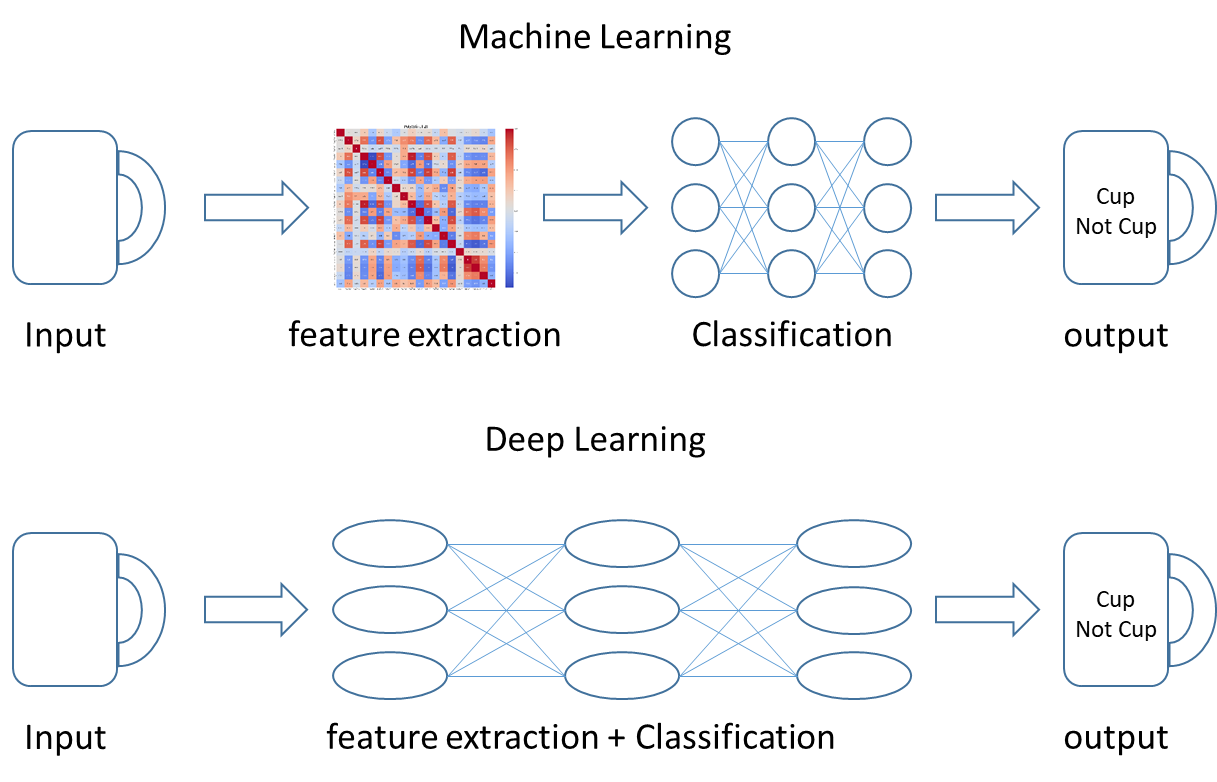 Machine Learning
Cup
Not Cup
Input
feature extraction
Classification
output
Deep Learning
Cup
Not Cup
Input
feature extraction + Classification
output